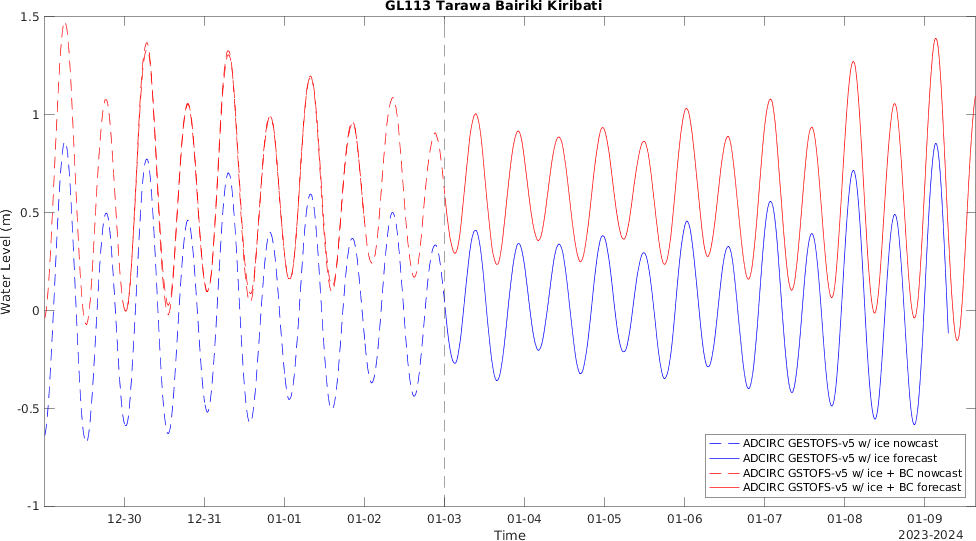 GL113 Tarawa Bairiki Kiribati
1.5
1
0.5
0
-0.5
-1
Water Level (m)
12-30
12-31
01-01
01-02
01-03
01-04
01-05
01-06
01-07
01-08
01-09
Time
2023-2024
ADCIRC GESTOFS-v5 w/ ice nowcast
ADCIRC GESTOFS-v5 w/ ice forecast
ADCIRC GSTOFS-v5 w/ ice + BC nowcast
ADCIRC GSTOFS-v5 w/ ice + BC forecast